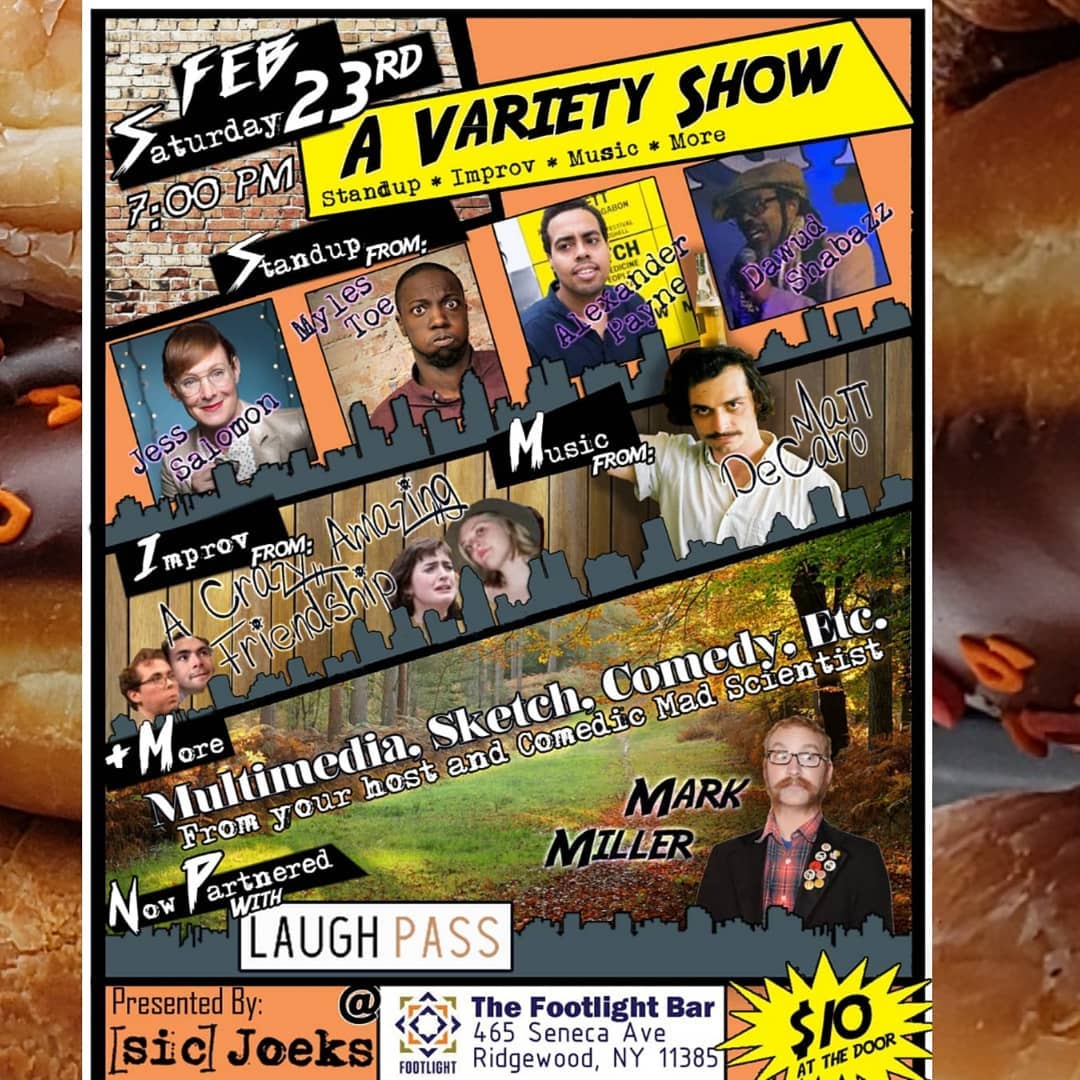 FEB
Saturday 23RD
7:00 PM
A VARIETY SHOW
Standup * Improv * Music * More
Standup FROM:
Jess
Salomon
Myles
Toe
Alexander
Payne
Dawud
Shabazz
Music FROM:
Matt
DeCaro
Improv FROM:
A Crazy Amazing
Friendship
+ More
Multimedia, Sketch, Comedy, Etc.
From your host and Comedic Mad Scientist
MARK
MILLER
Now Partnered
WITH
LAUGH PASS
Presented By:
[sic] Joeks
@
FOOTLIGHT
The Footlight Bar
465 Seneca Ave
Ridgewood, NY 11385
$10
AT THE DOOR